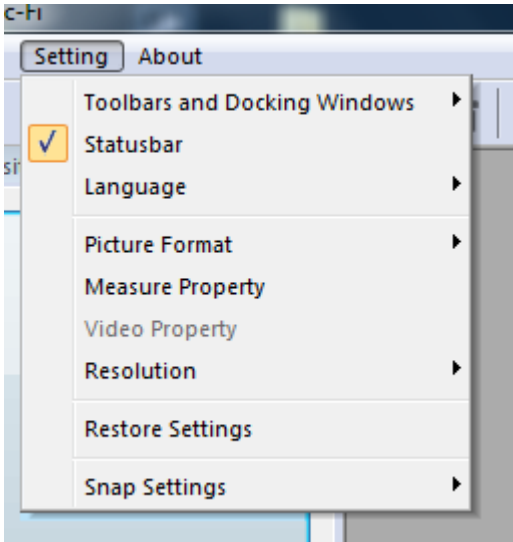 c-Fi
Setting About
Toolbars and Docking Windows
Statusbar
Language
Picture Format
Measure Property
Video Property
Resolution
Restore Settings
Snap Settings